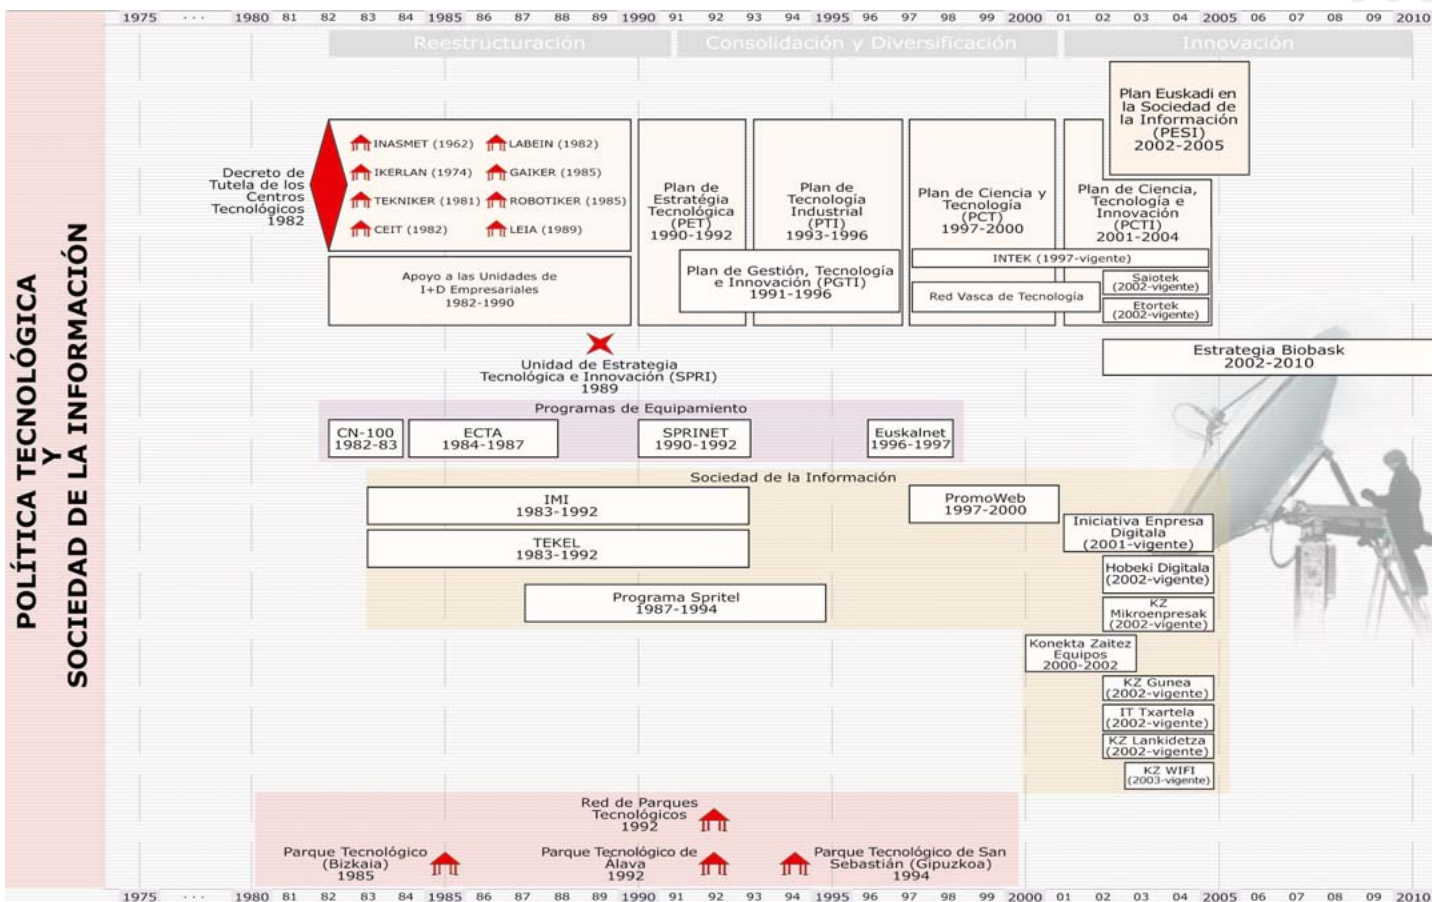 1975 ... 1980 81 82 83 84 1985 86 87 89 1990 91 92 93 94 1995 96 97 98 99 2000 01 02 03 04 2005 06 07 08 09 2010
Reestructuración
Consolidación y Diversificación
Innovación
POLÍTICA TECNOLÓGICA
Y
SOCIEDAD DE LA INFORMACIÓN
Plan Euskadi en
la Sociedad de
la Información
(PESI)
2002-2005
Decreto de
Tutela de los
Centros
Tecnológicos
1982
INASMET (1962)
LABEIN (1982)
IKERLAN (1974)
GAIKER (1985)
TEKNIKER (1981)
ROBOTIKER (1985)
CEIT (1982)
LEIA (1989)
Plan de
Estratégia
Tecnológica
(PET)
1990-1992
Plan de
Tecnología
Industrial
(PTI)
1993-1996
Plan de Ciencia y
Tecnología
(PCT)
1997-2000
Plan de Ciencia,
Tecnología e
Innovación
(PCTI)
2001-2004
Apoyo a las Unidades de
I+D Empresariales
1982-1990
Plan de Gestión, Tecnología
e Innovación (PGTI)
1991-1996
INTEK (1997-vigente)
Red Vasca de Tecnología
Saiotek
(2002-vigente)
Etortek
(2002-vigente)
Unidad de Estrategia
Tecnológica e Innovación (SPRI)
1989
Estrategia Biobask
2002-2010
Programas de Equipamiento
CN-100
1982-83
ECTA
1984-1987
SPRINET
1990-1992
Euskalnet
1996-1997
Sociedad de la Información
IMI
1983-1992
PromoWeb
1997-2000
TEKEL
1983-1992
Iniciativa Enpresa
Digitala
(2001-vigente)
Hobeki Digitala
(2002-vigente)
Programa Spritel
1987-1994
KZ
Mikroenpresak
(2002-vigente)
Konekta Zaitez
Equipos
2000-2002
KZ Gunea
(2002-vigente)
IT Txartela
(2002-vigente)
KZ Lankidetza
(2002-vigente)
KZ WIFI
(2003-vigente)
Red de Parques
Tecnológicos
1992
Parque Tecnológico
(Bizkaia)
1985
Parque Tecnológico de
Álava
1992
Parque Tecnológico de San
Sebastián (Gipuzkoa)
1994
1975 ... 1980 81 82 83 84 1985 86 87 89 1990 91 92 93 94 1995 96 97 98 99 2000 01 02 03 04 2005 06 07 08 09 2010